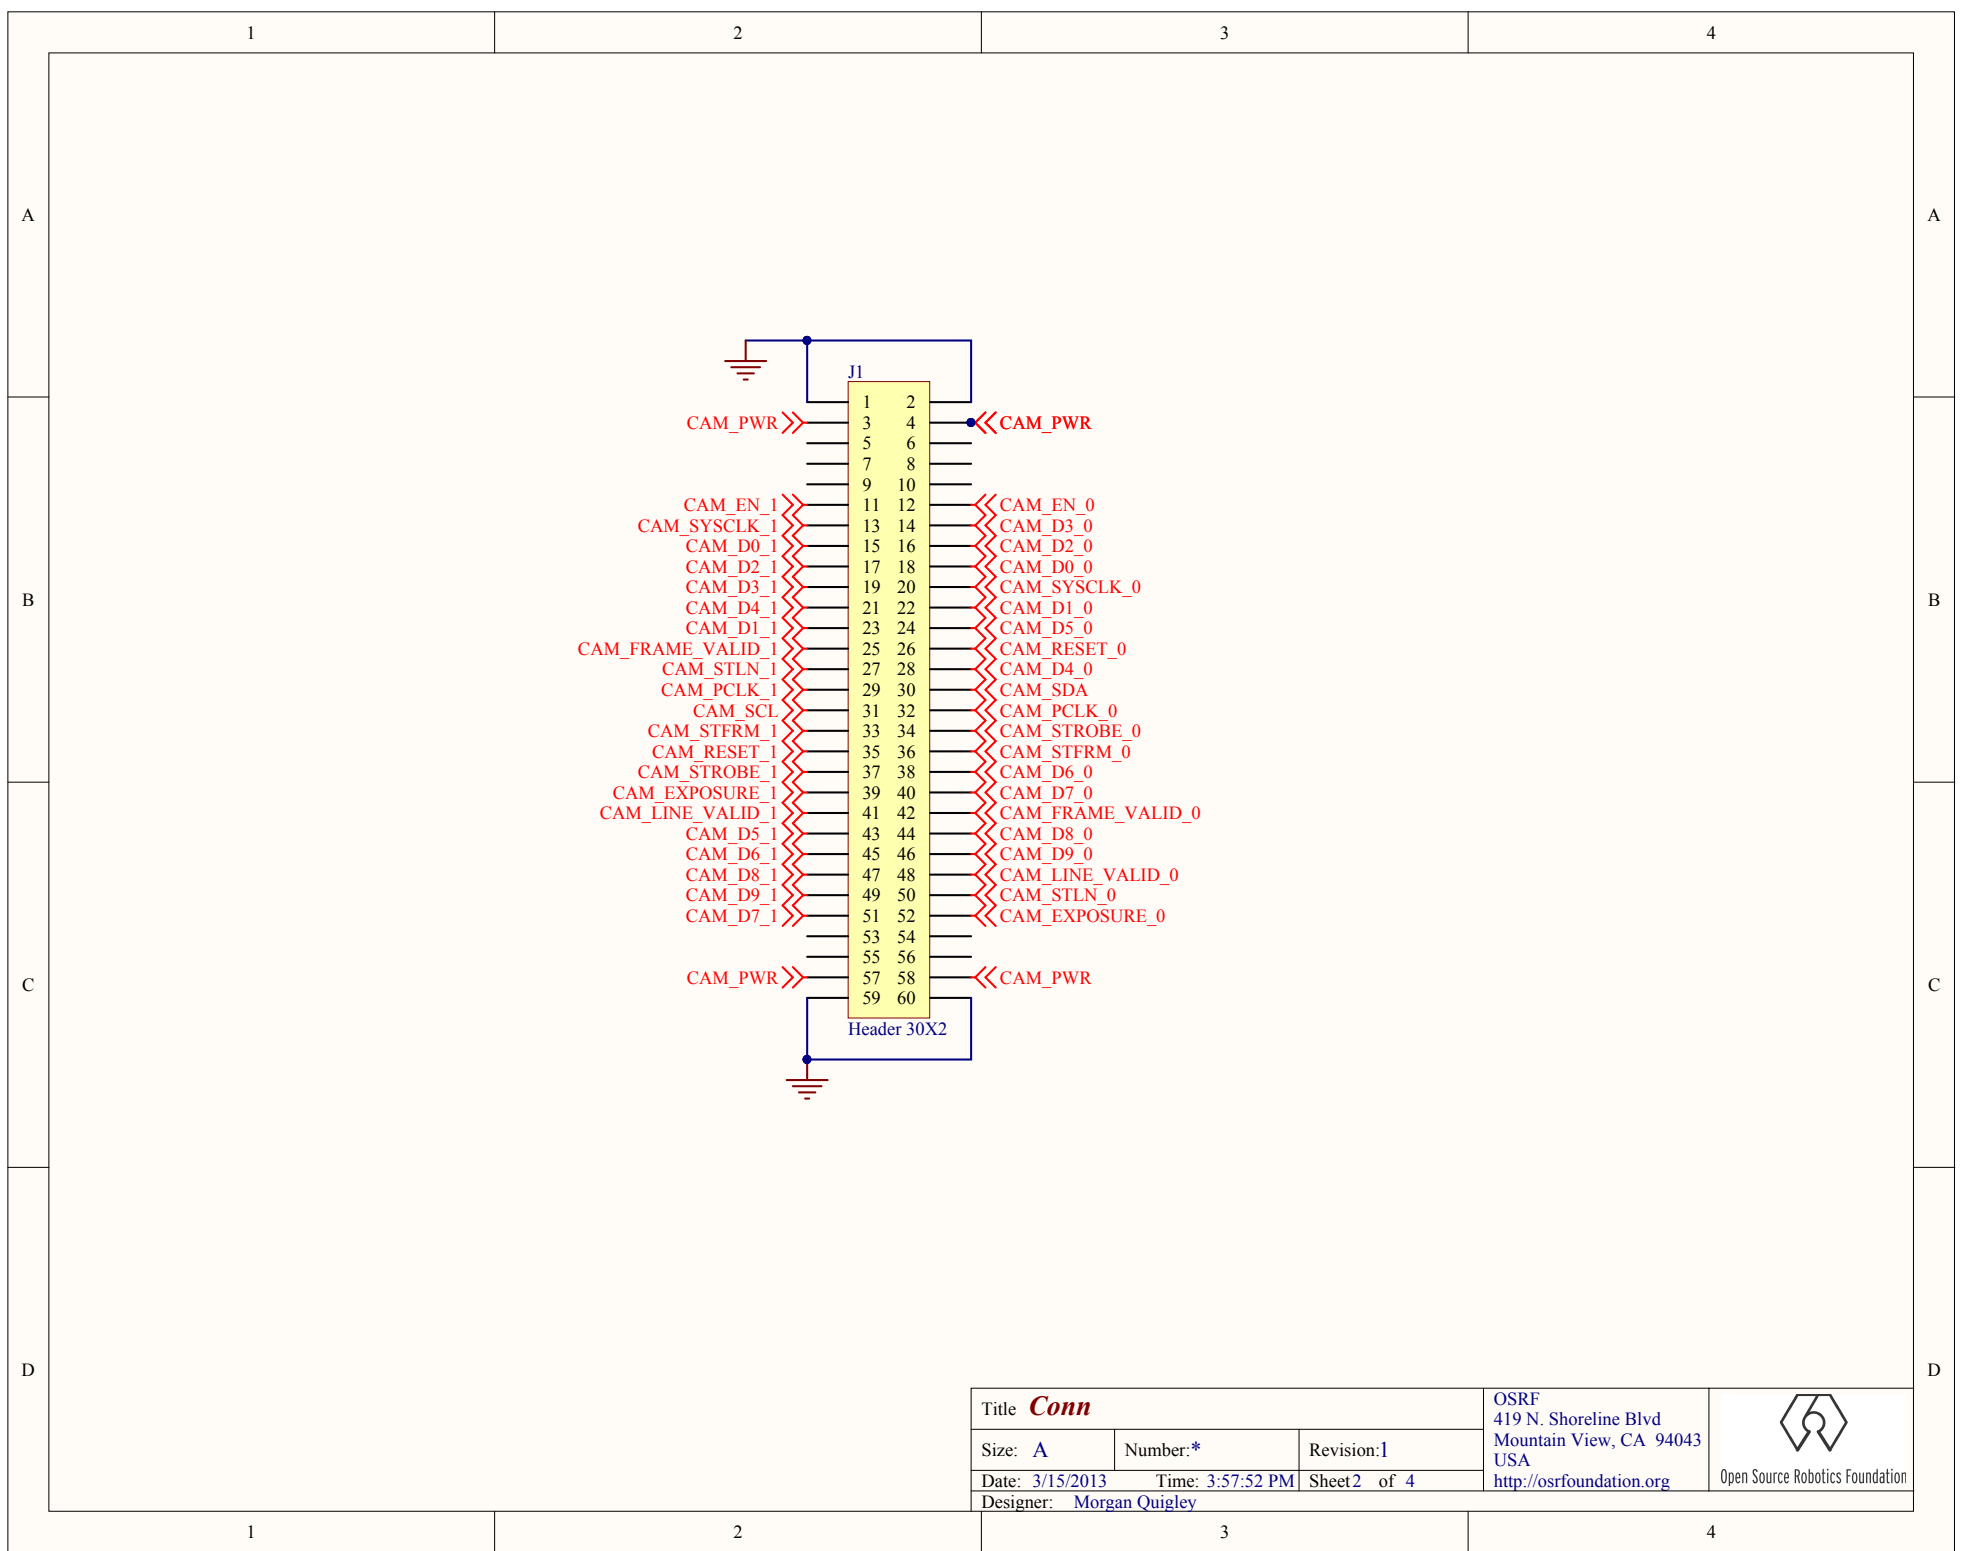 1 2 3 4
A A
J1
1 2
CAM_PWR 3 4 CAM_PWR
5 6
7 8
9 10
CAM_EN_1 11 12 CAM_EN_0
CAM_SYSCLK_1 13 14 CAM_D3_0
CAM_D0_1 15 16 CAM_D2_0
CAM_D2_1 17 18 CAM_D0_0
CAM_D3_1 19 20 CAM_SYSCLK_0
B B
CAM_D4_1 21 22 CAM_D1_0
CAM_D1_1 23 24 CAM_D5_0
CAM_FRAME_VALID_1 25 26 CAM_RESET_0
CAM_STLN_1 27 28 CAM_D4_0
CAM_PCLK_1 29 30 CAM_SDA
CAM_SCL 31 32 CAM_PCLK_0
CAM_STFRM_1 33 34 CAM_STROBE_0
CAM_RESET_1 35 36 CAM_STFRM_0
CAM_STROBE_1 37 38 CAM_D6_0
CAM_EXPOSURE_1 39 40 CAM_D7_0
CAM_LINE_VALID_1 41 42 CAM_FRAME_VALID_0
CAM_D5_1 43 44 CAM_D8_0
CAM_D6_1 45 46 CAM_D9_0
CAM_D8_1 47 48 CAM_LINE_VALID_0
CAM_D9_1 49 50 CAM_STLN_0
CAM_D7_1 51 52 CAM_EXPOSURE_0
53 54
55 56
CAM_PWR 57 58 CAM_PWR
C C
59 60
Header 30X2
D D
Title Conn
Size: A Number:* Revision:1
Date: 3/15/2013 Time: 3:57:52 PM Sheet2 of 4
Designer: Morgan Quigley
OSRF
419 N. Shoreline Blvd
Mountain View, CA 94043
USA
http://osrfoundation.org
Open Source Robotics Foundation
1 2 3 4